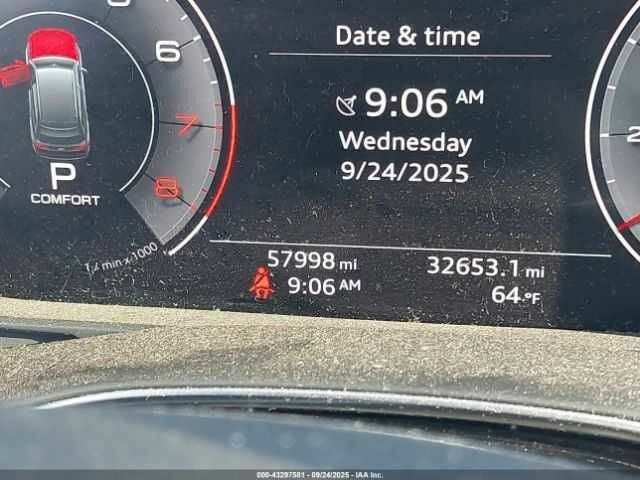 6
7
8
P
COMFORT
1 / min x 1000
Date & time
9:06 AM
Wednesday
9/24/2025
57998 mi
9:06 AM
32653.1 mi
64 °F
2
000-43297581 - 09/24/2025 - IAA Inc.